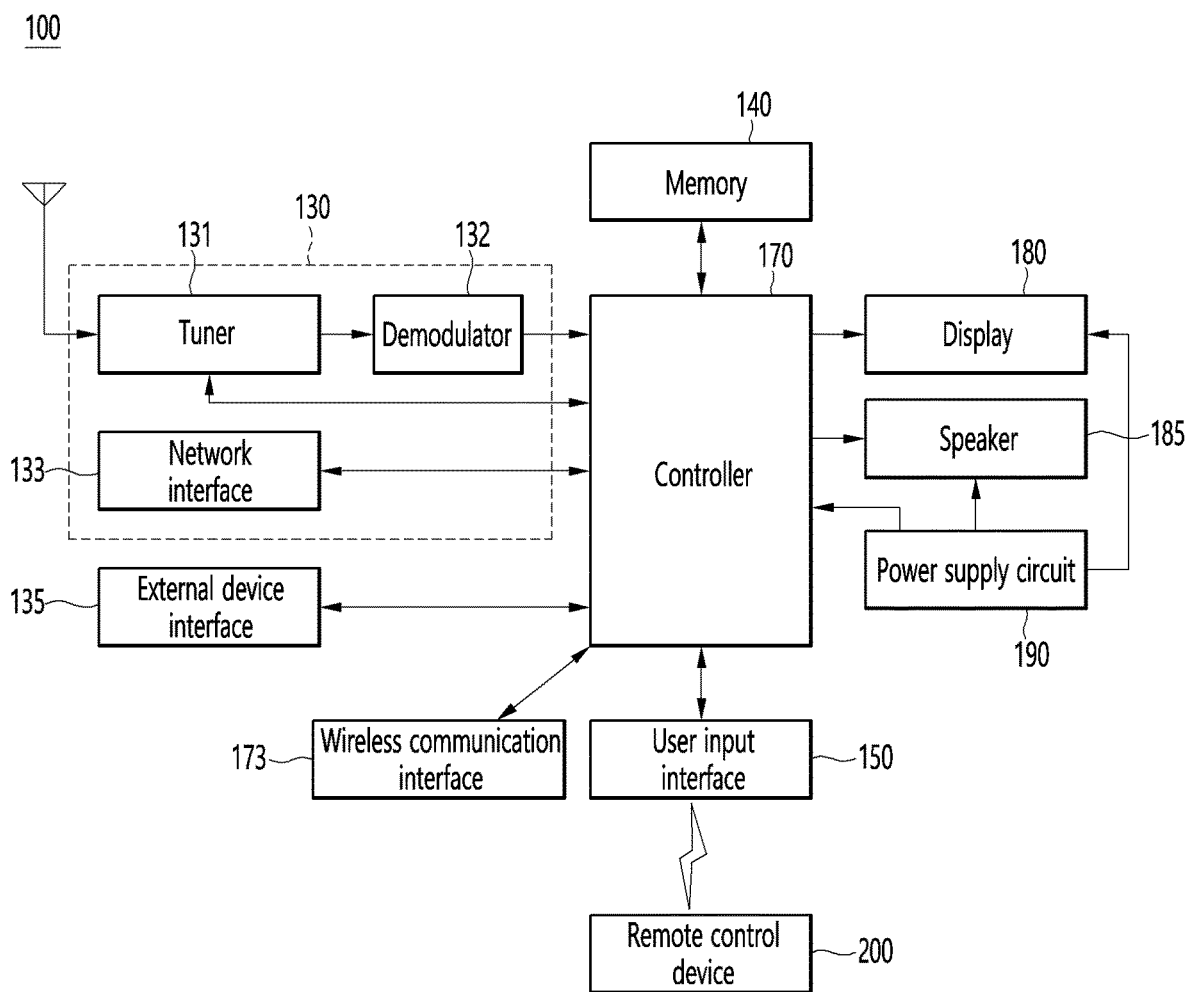 100
140
Memory
130
131
132
170
180
Tuner
Demodulator
Display
Controller
Speaker
185
133
Network
interface
Power supply circuit
190
135
External device
interface
173
Wireless communication
interface
User input
interface
150
Remote control
device
200